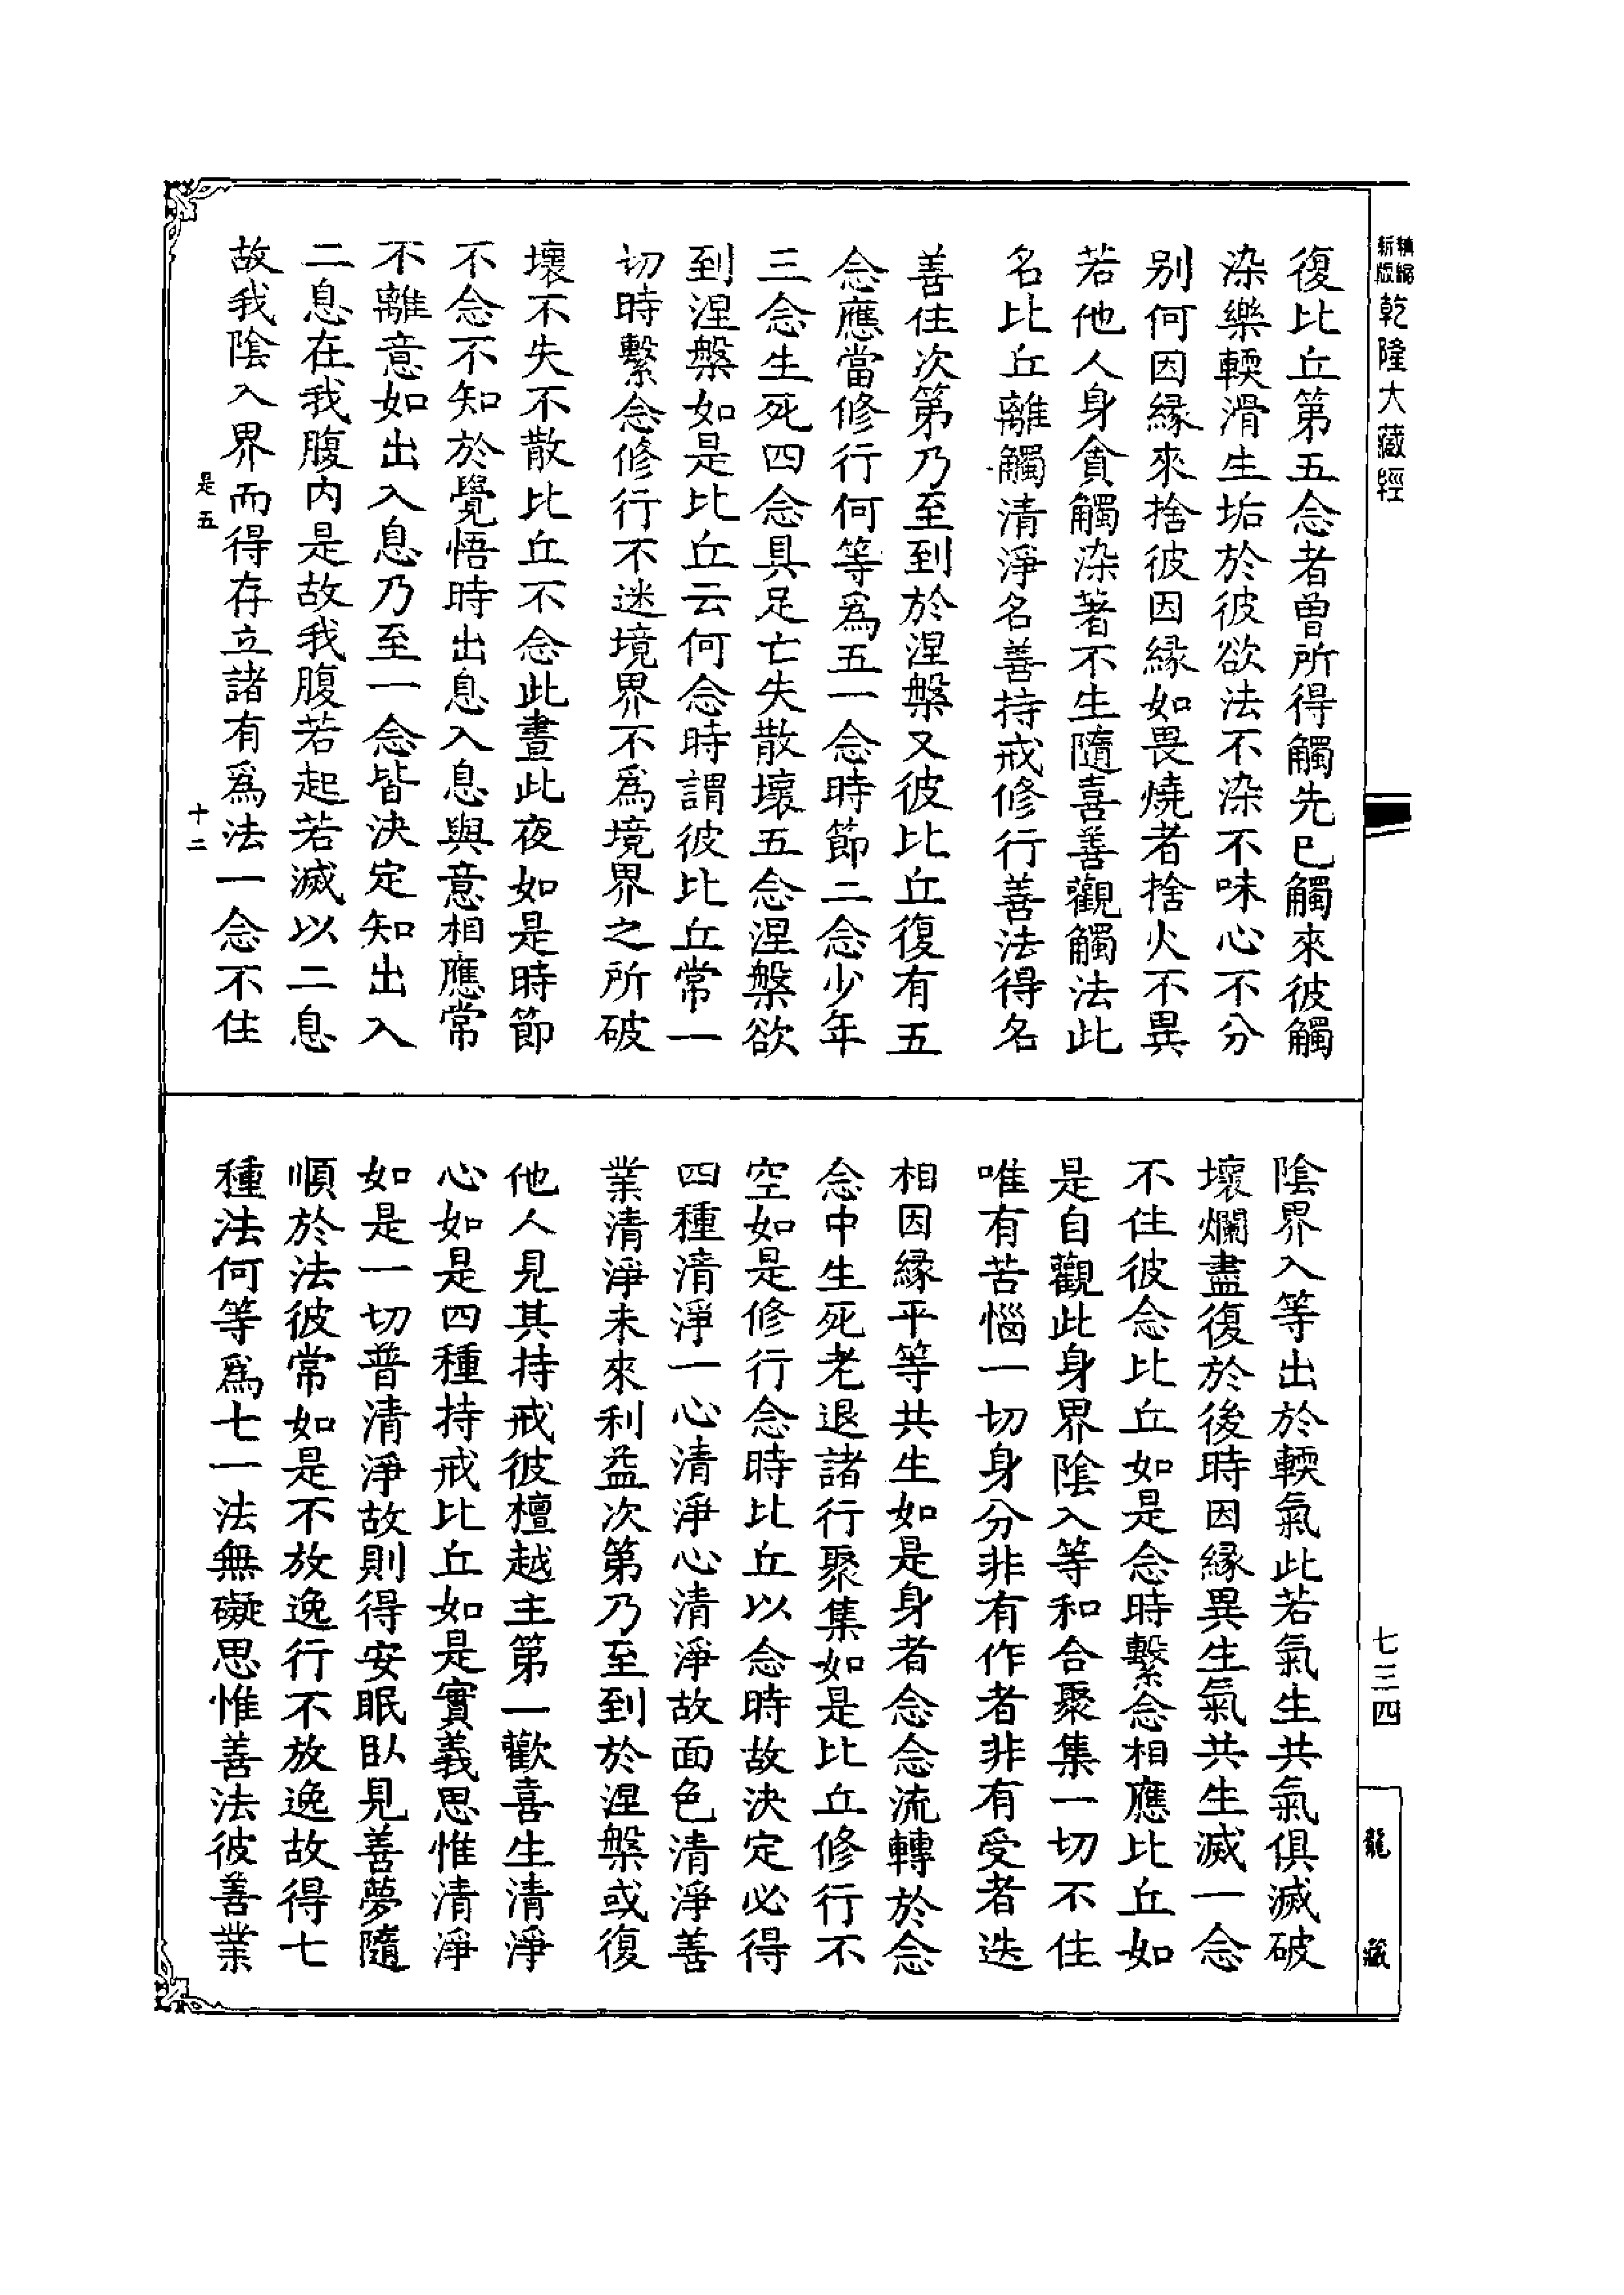 新版精編乾隆大藏經
復比丘第五念者曾所得觸先已觸來彼觸
染樂輭滑生垢於彼欲法不染不味心不分
別何因緣來捨彼因緣如畏燒者捨火不異
若他人身貪觸染著不生隨喜善觀觸法此
名比丘離觸清淨名善持戒修行善法得名
善住次第乃至到於涅槃又彼比丘復有五
念應當修行何等爲五一念時節二念少年
三念生死四念具足亡失散壞五念涅槃欲
到涅槃如是比丘云何念時謂彼比丘常一
切時繫念修行不迷境界不爲境界之所破
壞不失不散比丘不念此晝此夜如是時節
不念不知於覺悟時出息入息與意相應常
不離意如出入息乃至一念皆決定知出入
二息在我腹内是故我腹若起若滅以二息
故我陰入界而得存立諸有爲法一念不住
是五
十二
陰界入等出於輭氣此若氣生共氣俱滅破
壞爛盡復於後時因緣異生氣共生滅一念
不住彼念比丘如是念時繫念相應比丘如
是自觀此身界陰入等和合聚集一切不住
唯有苦惱一切身分非有作者非有受者迭
相因緣平等共生如是身者念念流轉於念
念中生死老退諸行聚集如是比丘修行不
空如是修行念時比丘以念時故決定必得
四種清淨一心清淨心清淨故面色清淨善
業清淨未來利益次第乃至到於涅槃或復
他人見其持戒彼檀越主第一歡喜生清淨
心如是四種持戒比丘如是實義思惟清淨
如是一切普清淨故則得安眠臥見善夢隨
順於法彼常如是不放逸行不放逸故得七
種法何等爲七一法無礙思惟善法彼善業
七三四
龍藏